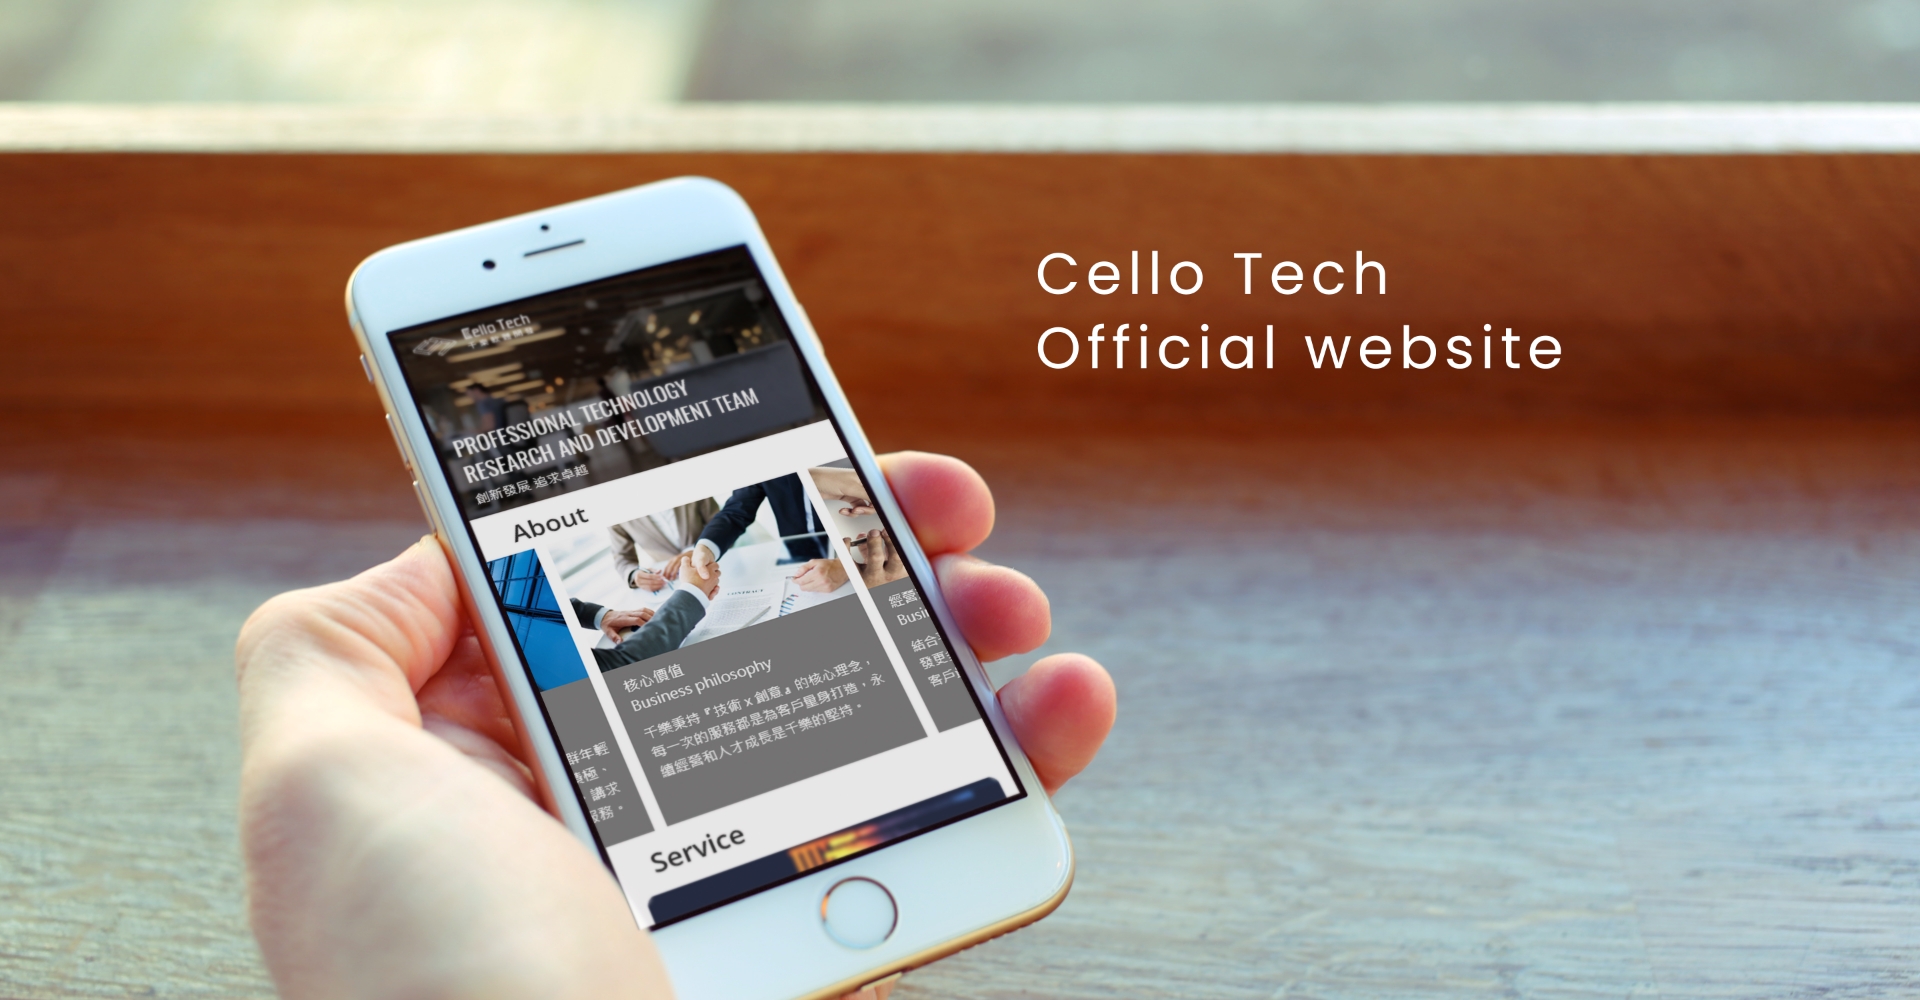 Cello Tech
Official website
Cello Tech
PROFESSIONAL TECHNOLOGY
RESEARCH AND DEVELOPMENT TEAM
創新發展 追求卓越
About
CONTRACT
核心價值
Business philosophy
千樂秉持『技術 x 創意』的核心理念，
每一次的服務都是為客戶量身打造，永
續經營和人才成長是千樂的堅持。
經營
Busi
結合
發更
客戶
群年輕
極、
講求
服務。
Service